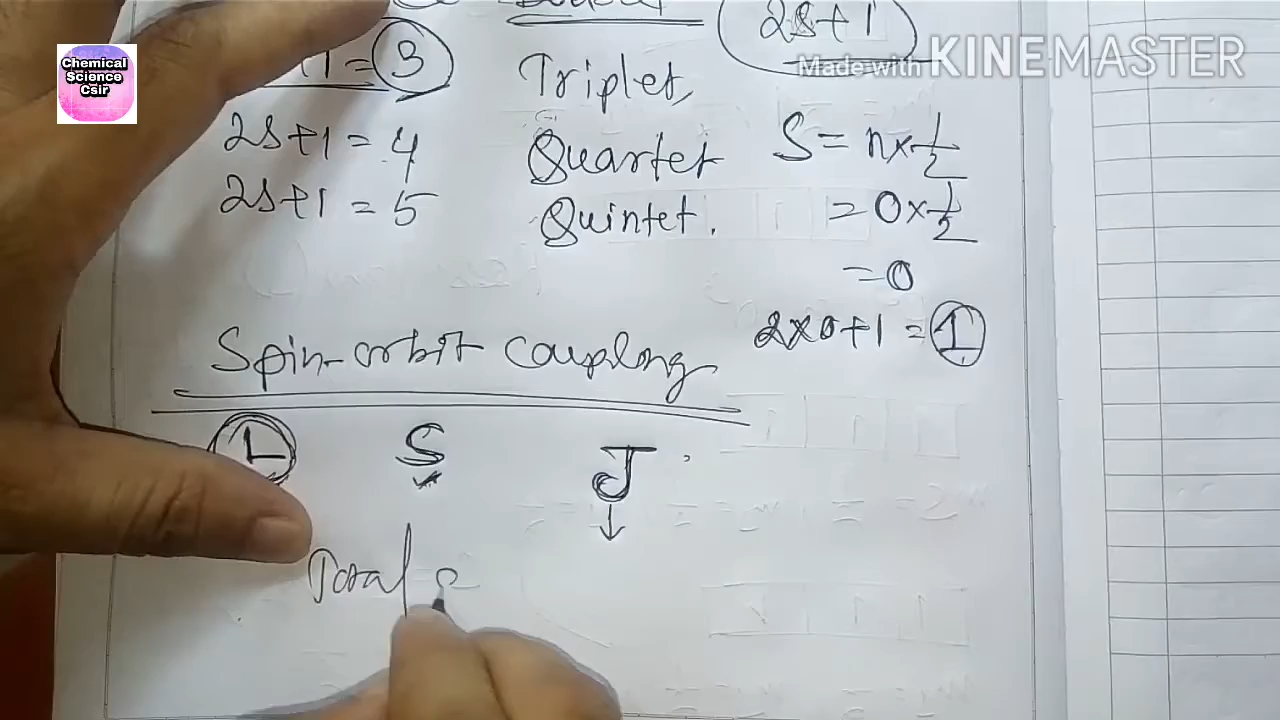 2s+1
Made with KINEMASTER
Chemical
Science
Csir
1 = 3
Triplet,
2s+1 = 4
Quartet
S = n×1/2
2s+1 = 5
Quintet.
= 0×1/2
= 0
2×0+1 = 1
Spin-orbit coupling
L S J
Total